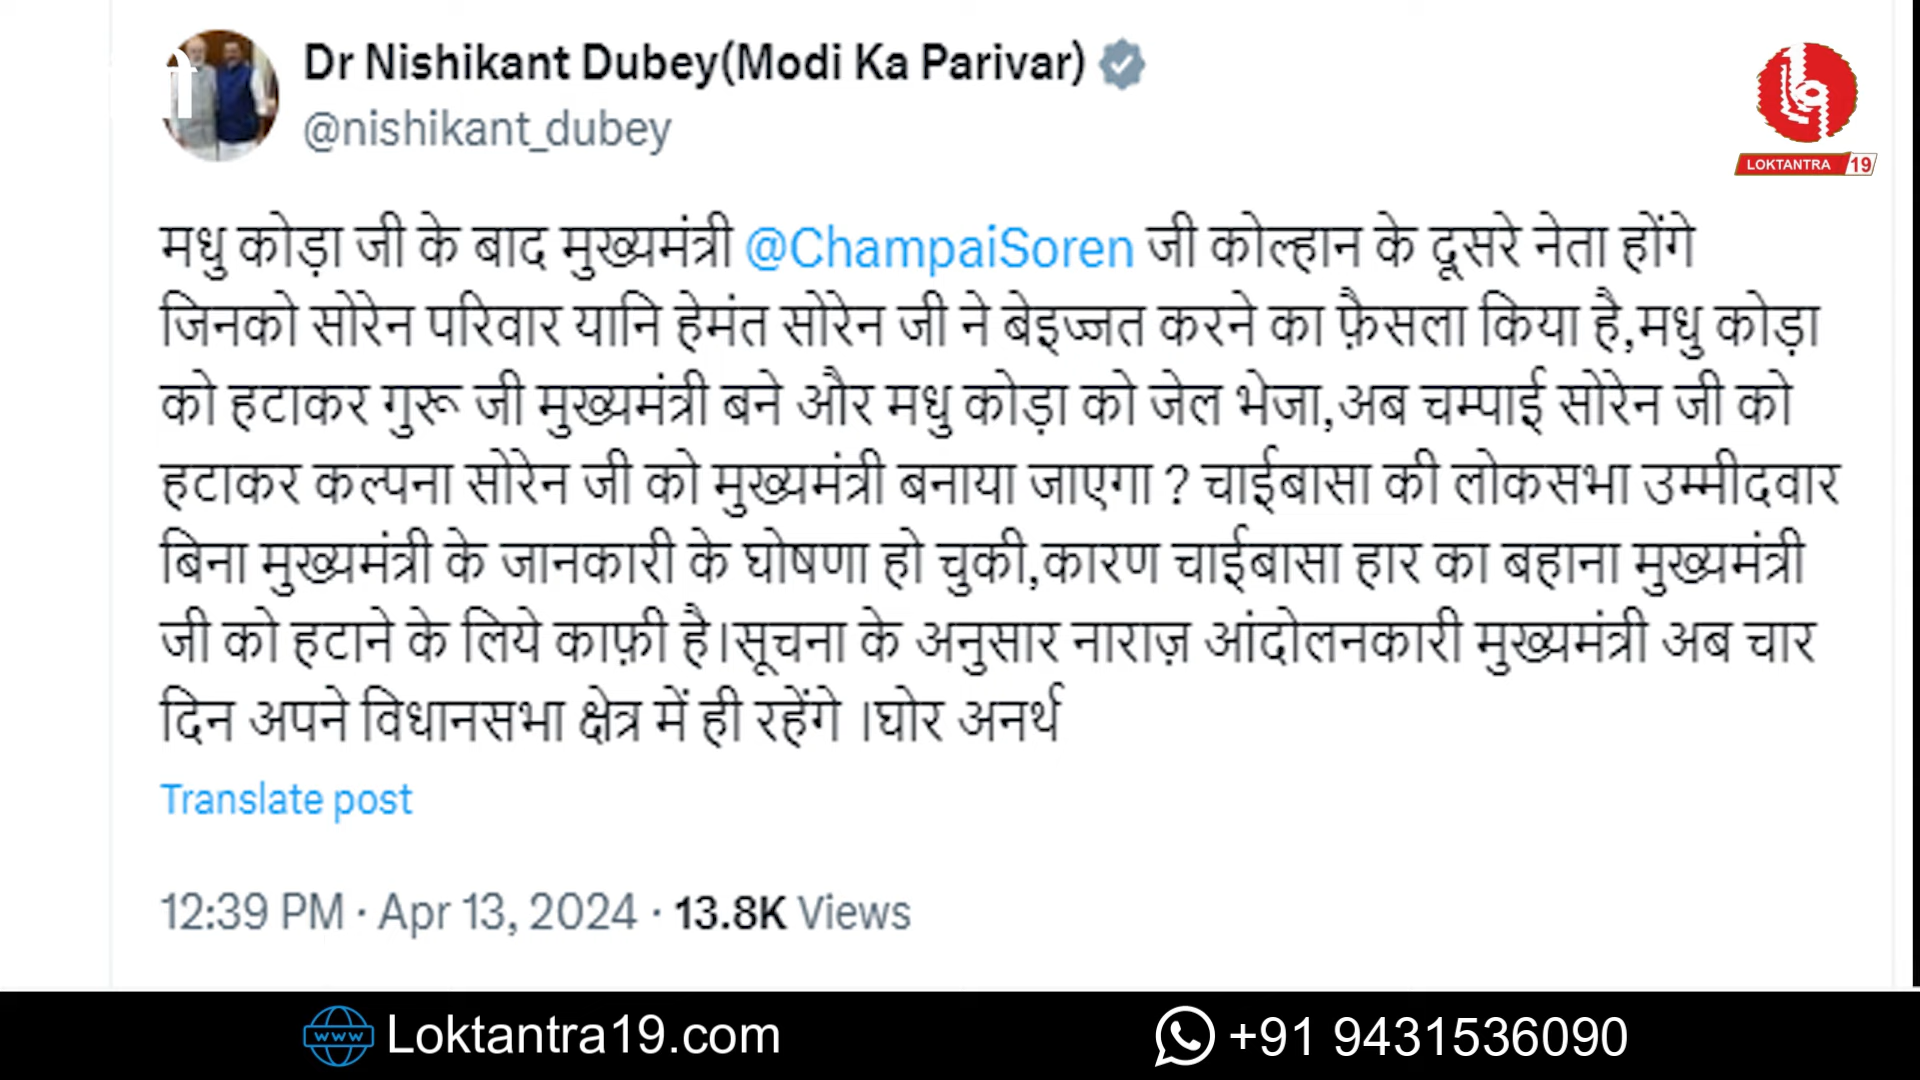 Dr Nishikant Dubey(Modi Ka Parivar)
@nishikant_dubey
LOKTANTRA 19
मधु कोड़ा जी के बाद मुख्यमंत्री @ChampaiSoren जी कोल्हान के दूसरे नेता होंगे
जिनको सोरेन परिवार यानि हेमंत सोरेन जी ने बेइज्जत करने का फ़ैसला किया है,मधु कोड़ा
को हटाकर गुरू जी मुख्यमंत्री बने और मधु कोड़ा को जेल भेजा,अब चम्पाई सोरेन जी को
हटाकर कल्पना सोरेन जी को मुख्यमंत्री बनाया जाएगा ? चाईबासा की लोकसभा उम्मीदवार
बिना मुख्यमंत्री के जानकारी के घोषणा हो चुकी,कारण चाईबासा हार का बहाना मुख्यमंत्री
जी को हटाने के लिये काफ़ी है।सूचना के अनुसार नाराज़ आंदोलनकारी मुख्यमंत्री अब चार
दिन अपने विधानसभा क्षेत्र में ही रहेंगे ।घोर अनर्थ
Translate post
12:39 PM · Apr 13, 2024 · 13.8K Views
www Loktantra19.com
+91 9431536090